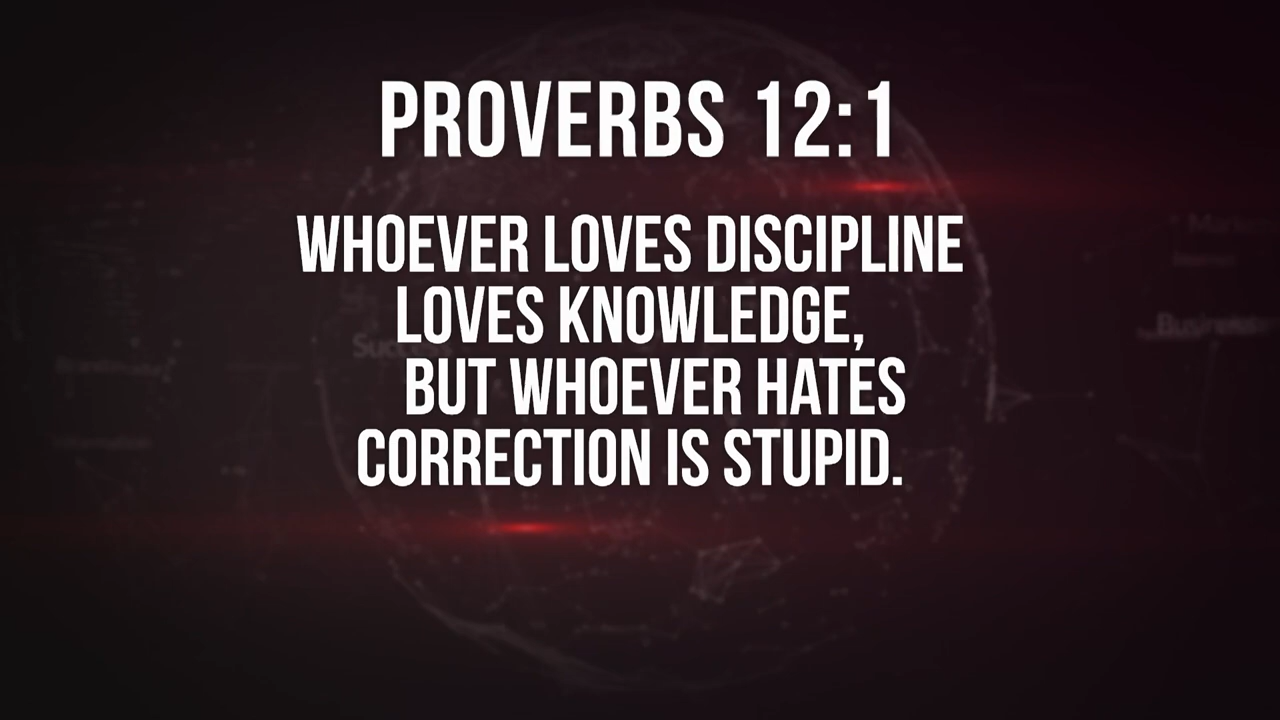 PROVERBS 12:1
WHOEVER LOVES DISCIPLINE
LOVES KNOWLEDGE,
BUT WHOEVER HATES
CORRECTION IS STUPID.